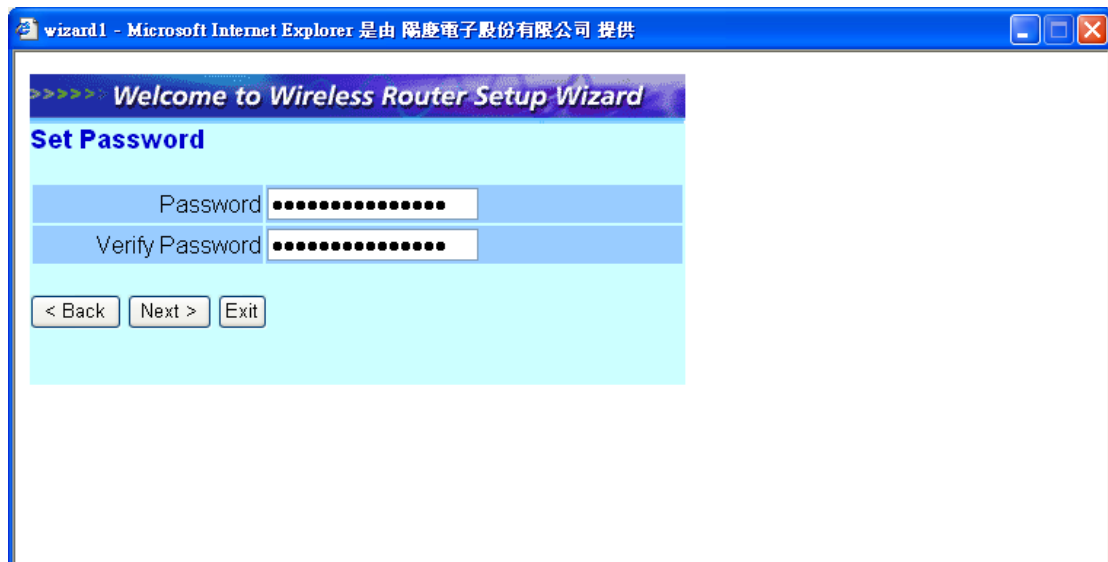 wizard1 - Microsoft Internet Explorer 是由 陽慶電子股份有限公司 提供
>>>>> Welcome to Wireless Router Setup Wizard
Set Password
Password •••••••••••••••
Verify Password •••••••••••••••
< Back Next > Exit